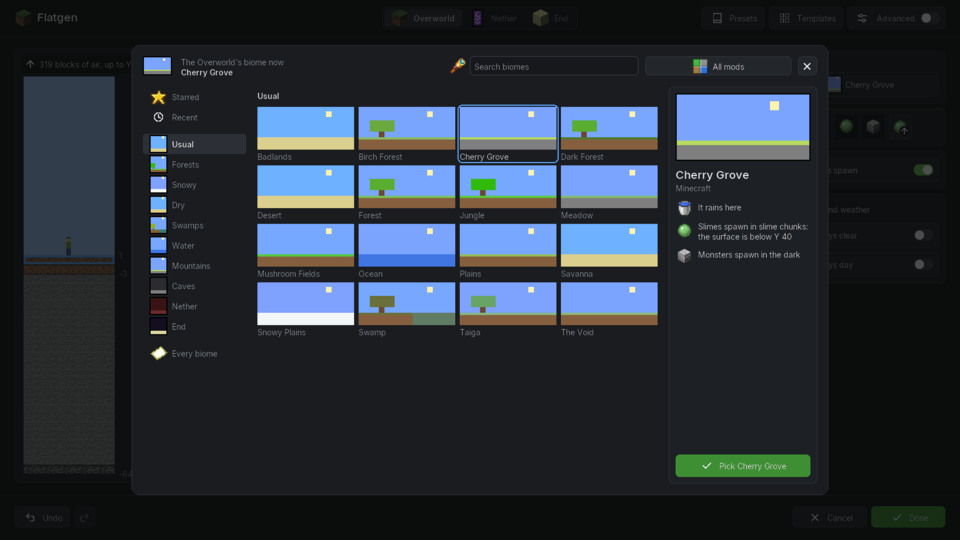 Flatgen
Overworld
Nether
End
Presets
Templates
Advanced
319 blocks of air, up to Y
The Overworld's biome now
Cherry Grove
Search biomes
All mods
Starred
Recent
Usual
Forests
Snowy
Dry
Swamps
Water
Mountains
Caves
Nether
End
Every biome
Usual
Badlands
Birch Forest
Cherry Grove
Dark Forest
Desert
Forest
Jungle
Meadow
Mushroom Fields
Ocean
Plains
Savanna
Snowy Plains
Swamp
Taiga
The Void
Cherry Grove
Minecraft
It rains here
Slimes spawn in slime chunks:
the surface is below Y 40
Monsters spawn in the dark
Pick Cherry Grove
Cherry Grove
spawn
nd weather
ys clear
ys day
1
-3
-64
Undo
Cancel
Done